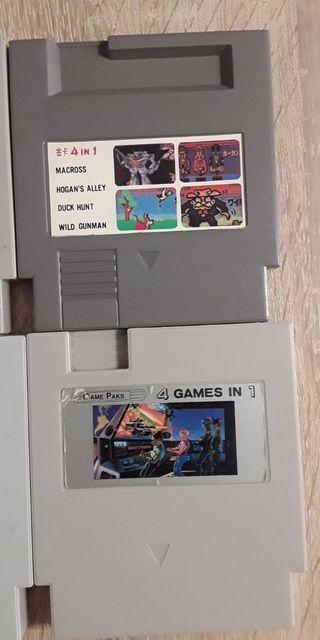 4 IN 1
MACROSS
HOGAN'S ALLEY
DUCK HUNT
WILD GUNMAN
GAME PAKS
4 GAMES IN 1